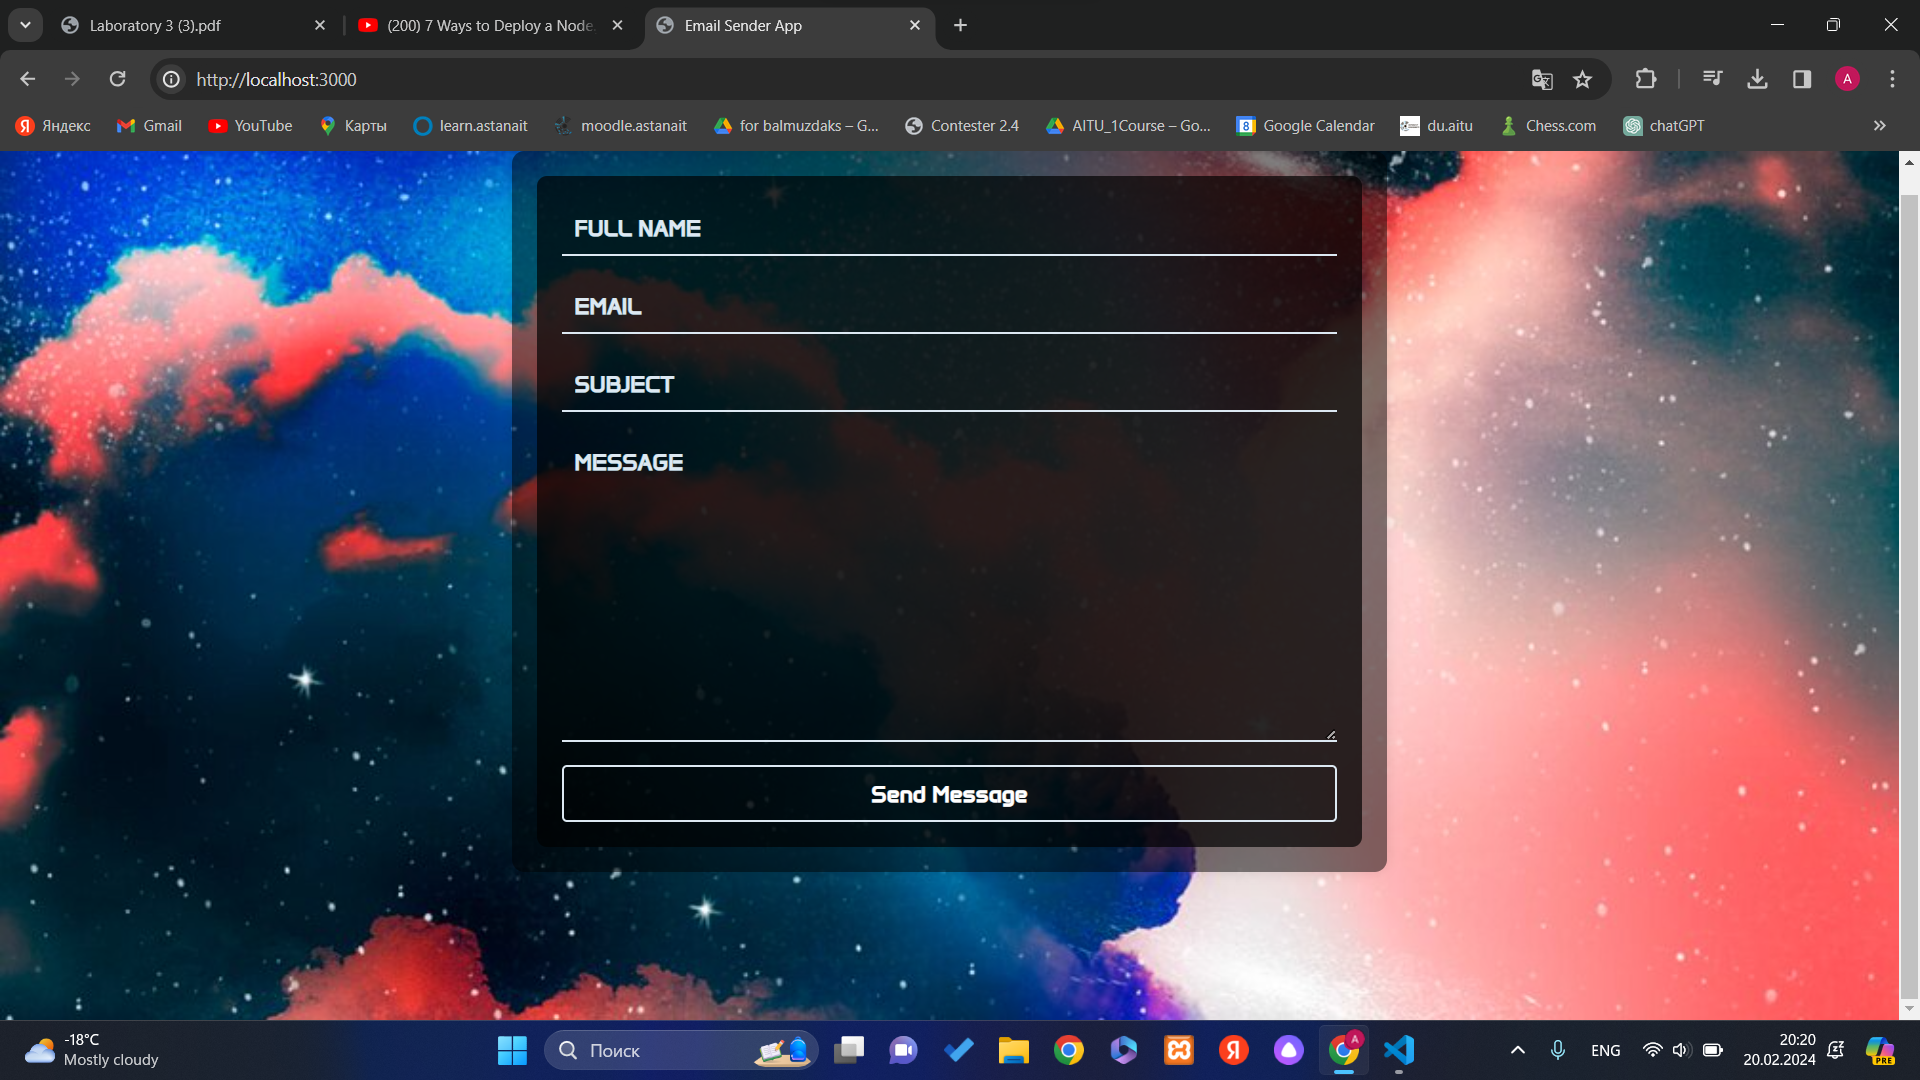 Laboratory 3 (3).pdf
(200) 7 Ways to Deploy a Node.
Email Sender App
http://localhost:3000
A
Яндекс
Gmail
YouTube
Карты
learn.astanait
moodle.astanait
for balmuzdaks – G...
Contester 2.4
AITU_1Course – Go...
8
Google Calendar
du.aitu
Chess.com
chatGPT
FULL NAME
EMAIL
SUBJECT
MESSAGE
Send Message
-18°C
Mostly cloudy
Поиск
Я
A
ENG
20:20
20.02.2024
PRE